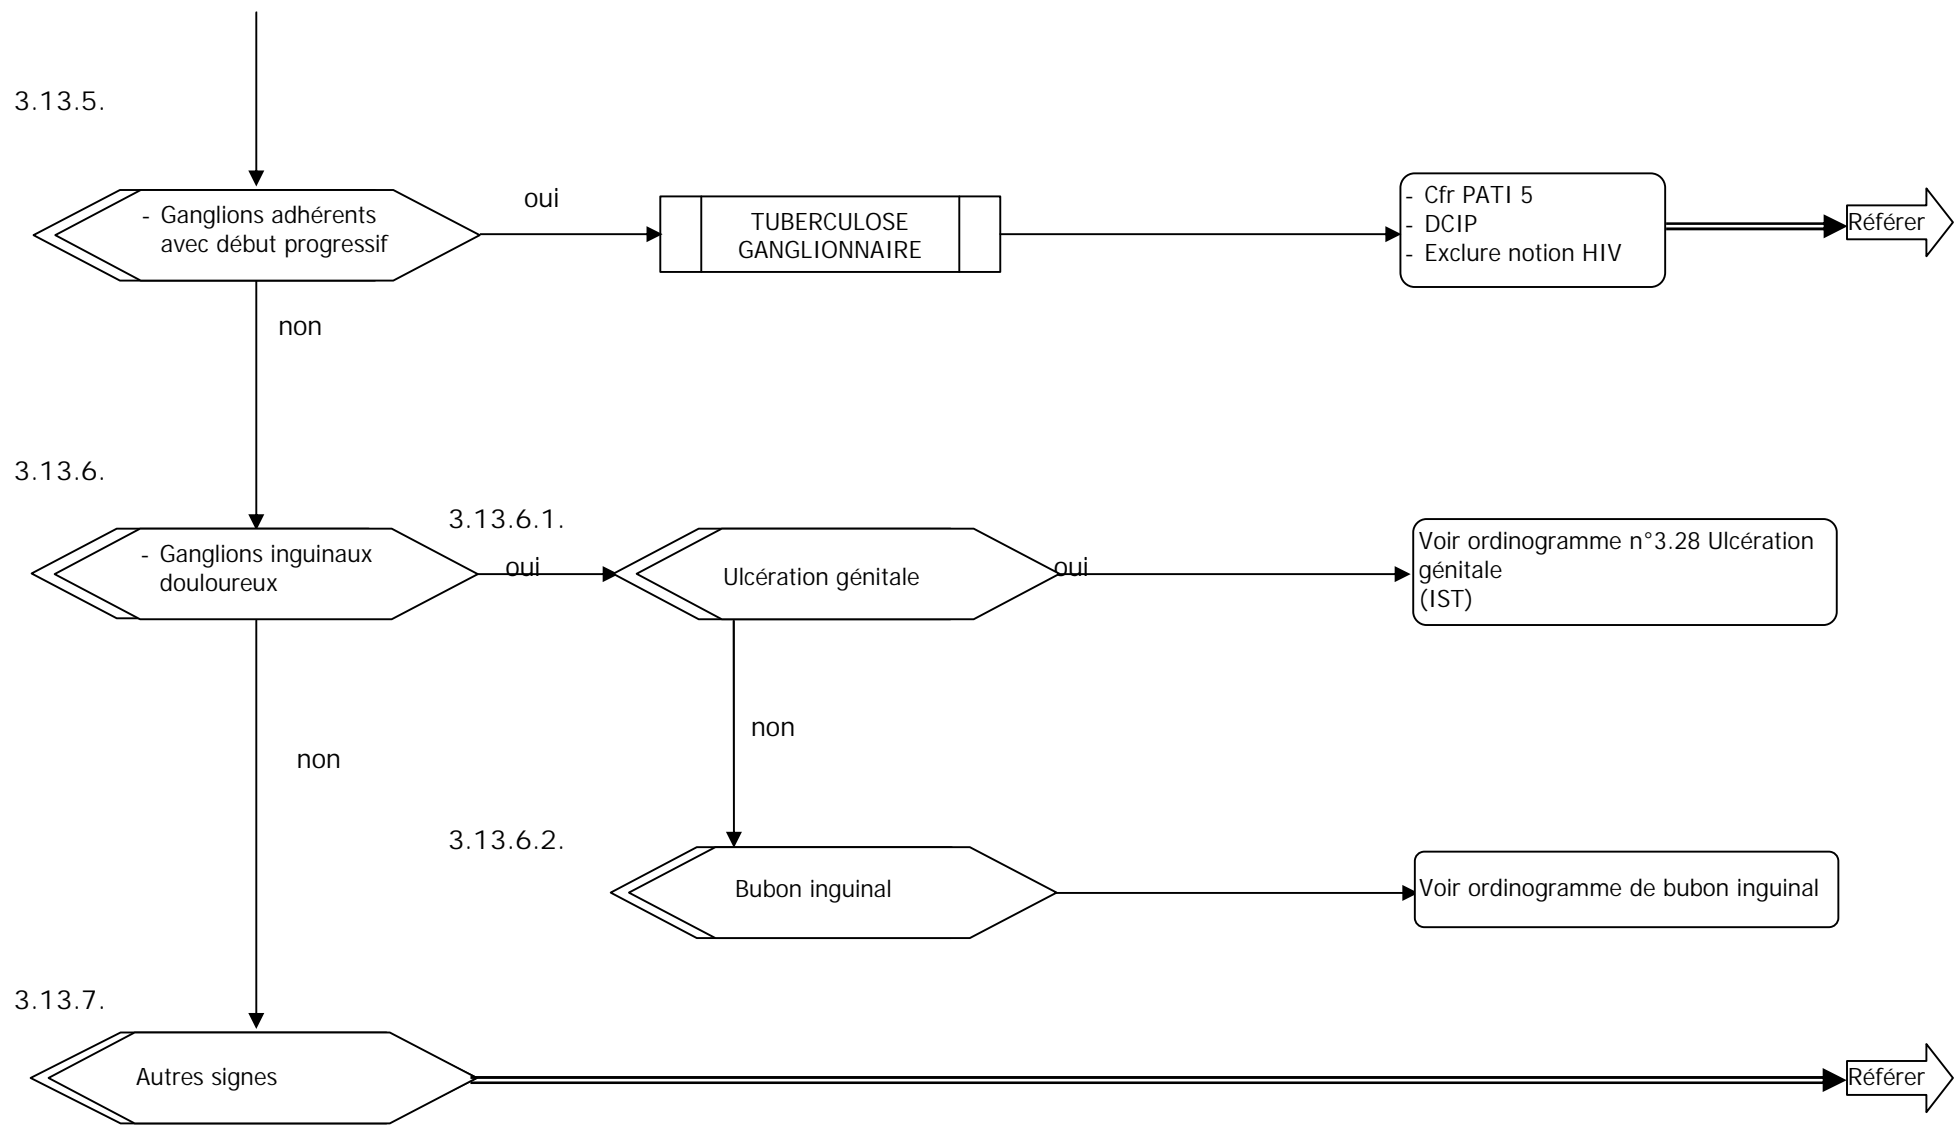 3.13.5.
- Ganglions adhérents
avec début progressif
oui
TUBERCULOSE
GANGLIONNAIRE
- Cfr PATI 5
- DCIP
- Exclure notion HIV
Référer
non
3.13.6.
- Ganglions inguinaux
douloureux
oui
3.13.6.1.
Ulcération génitale
oui
Voir ordinogramme n°3.28 Ulcération
génitale
(IST)
non
non
3.13.6.2.
Bubon inguinal
Voir ordinogramme de bubon inguinal
3.13.7.
Autres signes
Référer